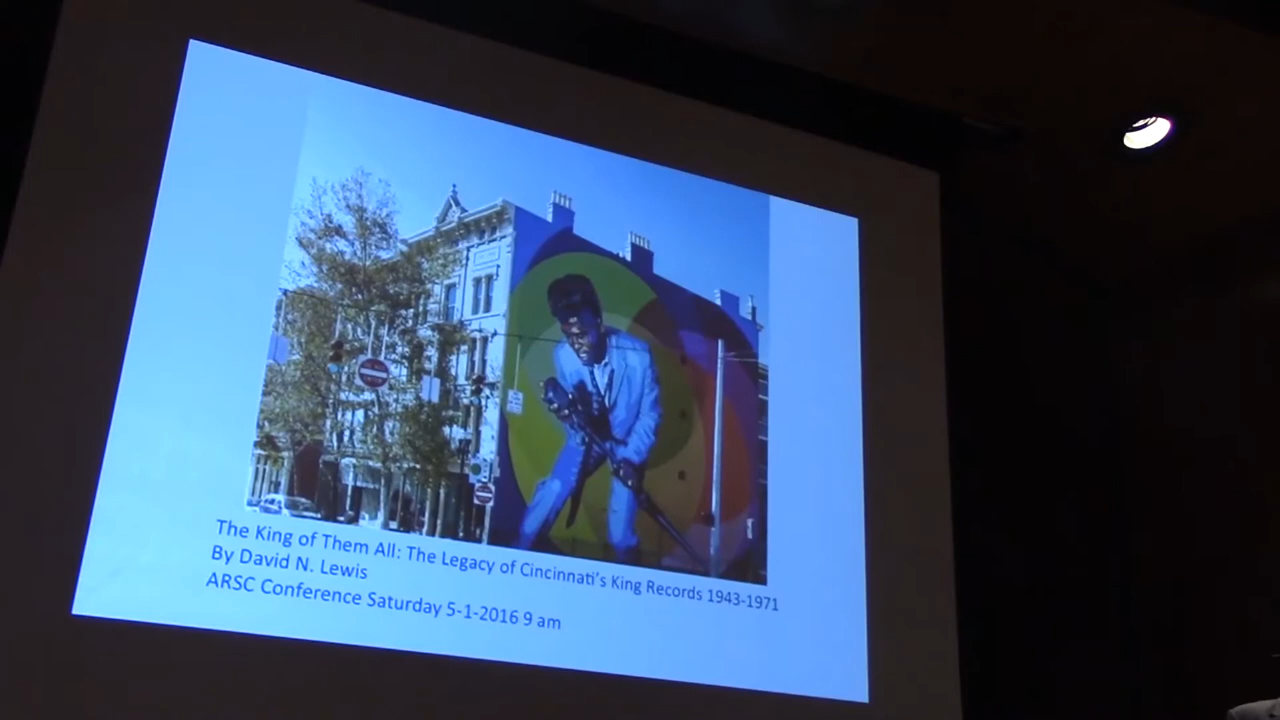 The King of Them All: The Legacy of Cincinnati's King Records 1943-1971
By David N. Lewis
ARSC Conference Saturday 5-1-2016 9 am